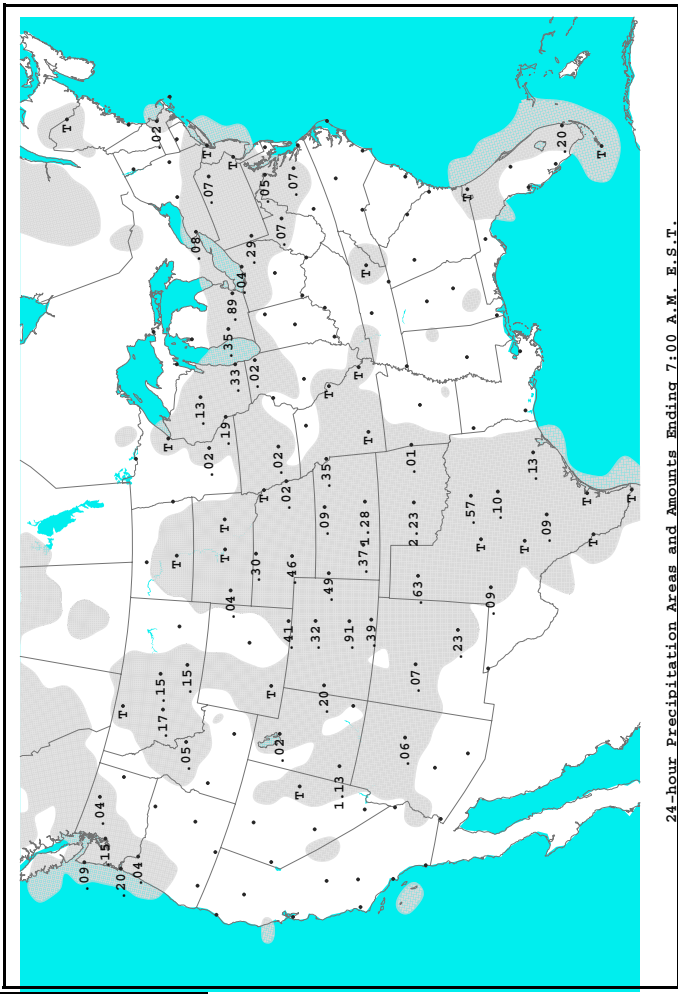 T
.09
.04
.15
.20
T
.04
.02
.17 .15
T
T
.05
.15
.08
.13
T
.07
.02
T
T
.19
.04
.35
.89
T
.33
.04
.29
.02
.30
T
.05
T
.02
.02
.07
.02
.41
.46
.07
T
.32
.20
.09
.35
.49
T
1.13
.91
T
.37
1.28
T
T
.39
.06
.01
2.23
.07
.63
.23
T
.57
T
.09
.10
T
.13
.09
.20
T
T
T
T
24-hour Precipitation Areas and Amounts Ending 7:00 A.M. E.S.T.